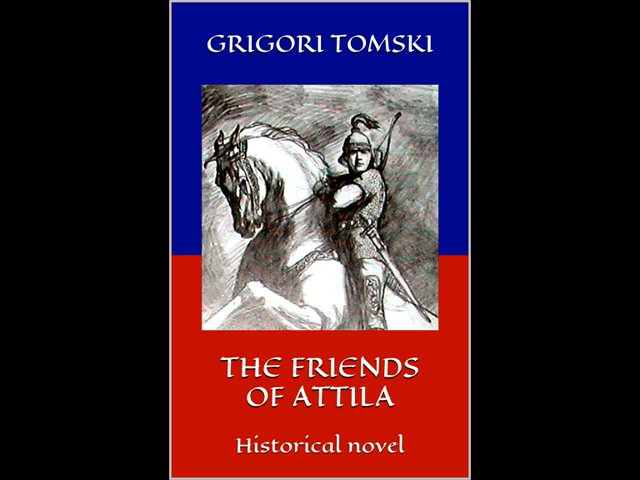 GRIGORI TOMSKI
THE FRIENDS
OF ATTILA
Historical novel